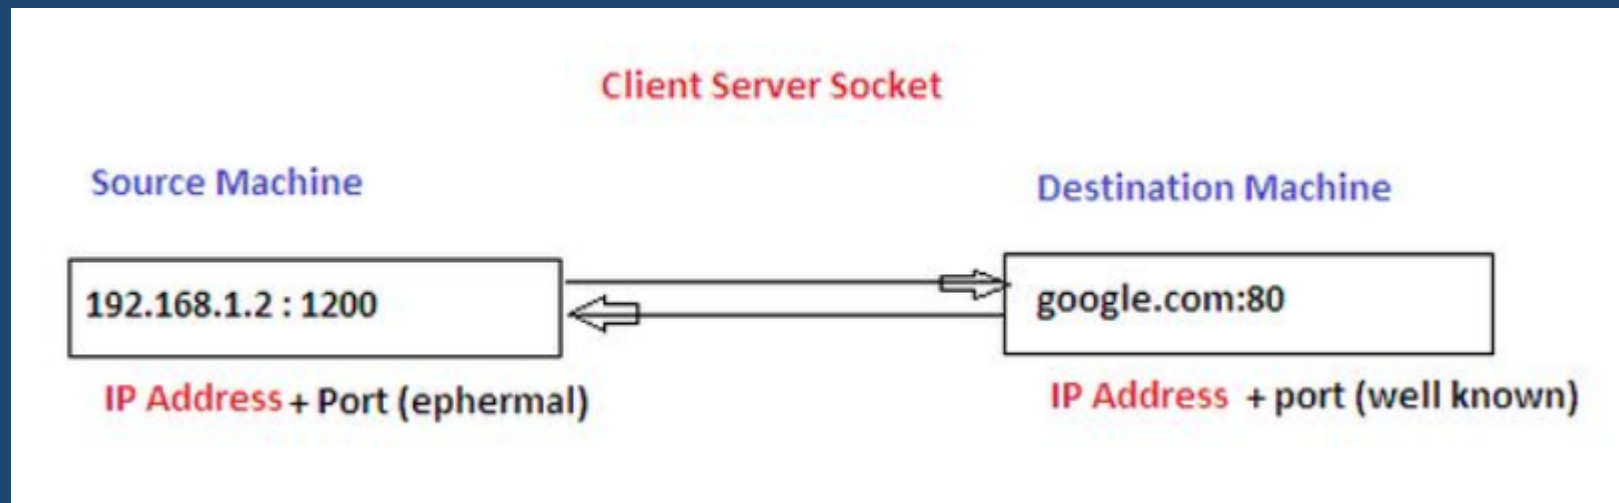 Client Server Socket
Source Machine
Destination Machine
192.168.1.2 : 1200
google.com:80
IP Address + Port (ephermal)
IP Address + port (well known)